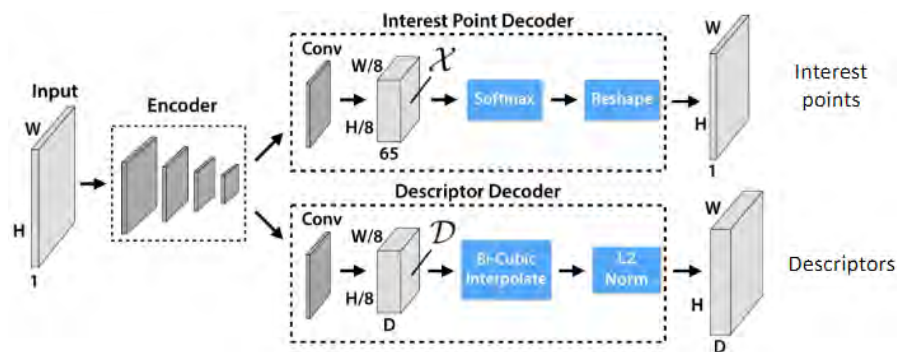 Interest Point Decoder
Conv
W/8
X
Softmax
Reshape
H/8
65
W
H
1
Interest
points
Input
W
H
1
Encoder
Descriptor Decoder
Conv
W/8
D
Bi-Cubic
Interpolate
L2
Norm
H/8
D
W
H
D
Descriptors